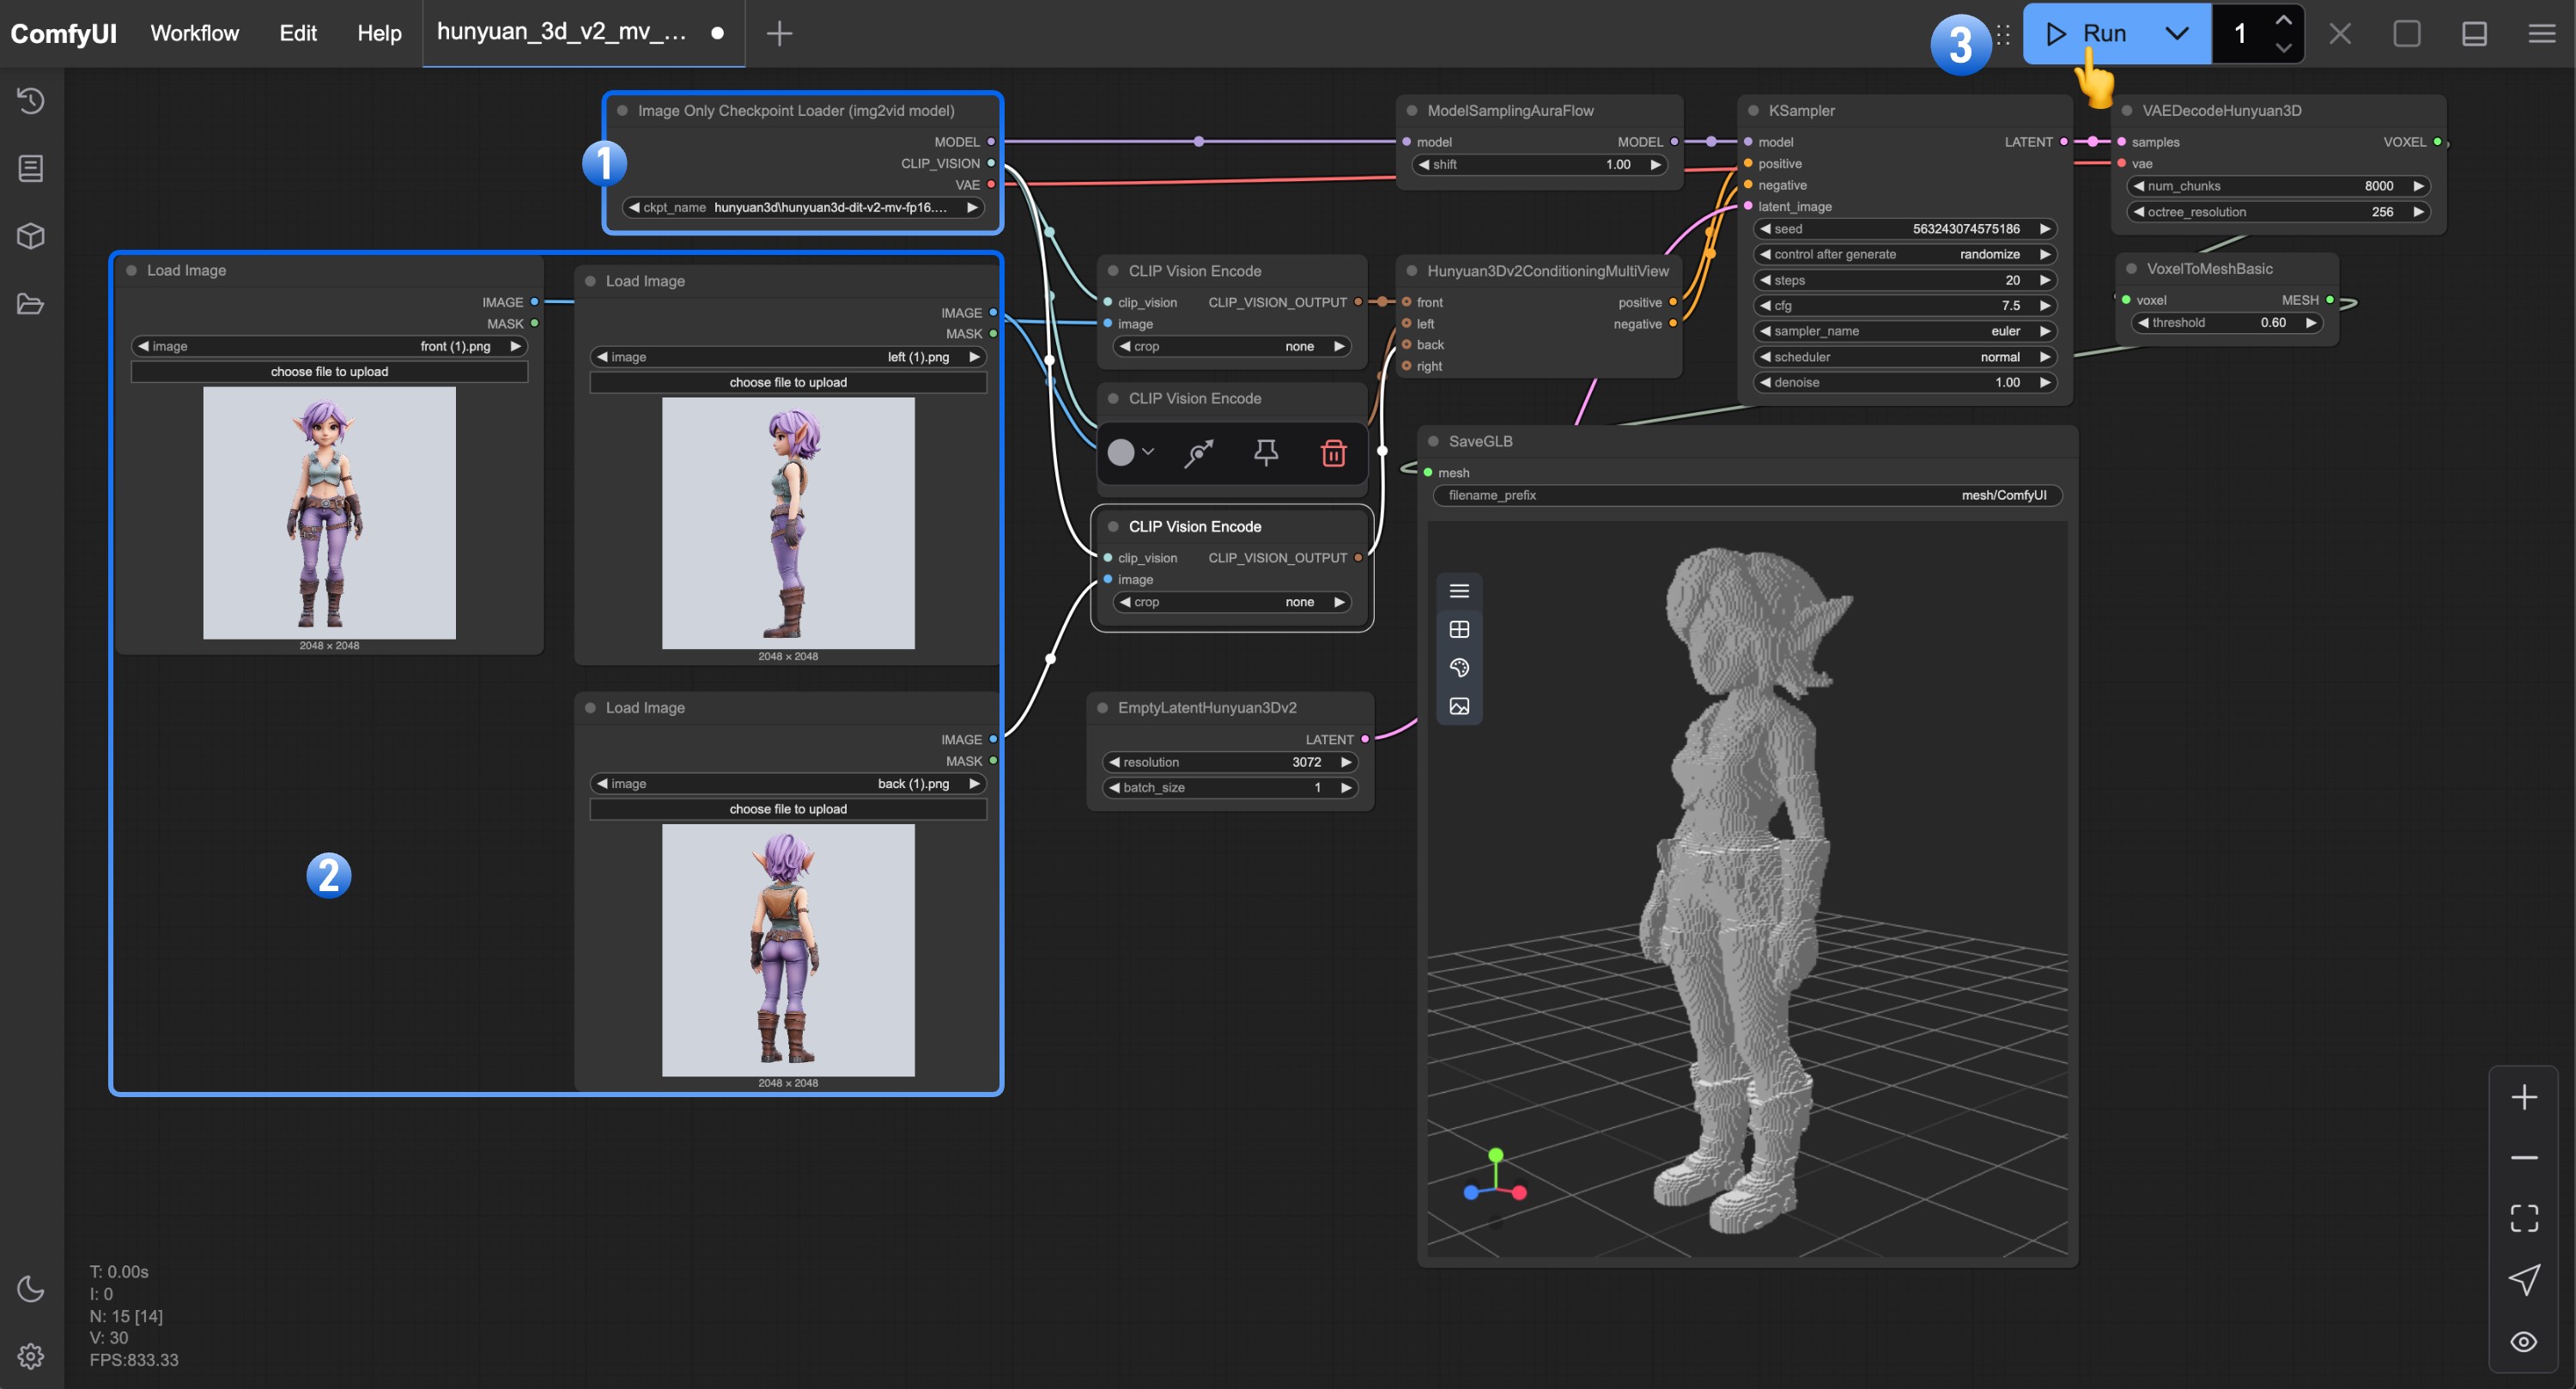 ComfyUI Workflow Edit Help hunyuan_3d_v2_mv_... 3 Run 1
1
Image Only Checkpoint Loader (img2vid model)
MODEL
CLIP_VISION
VAE
ckpt_name hunyuan3d\hunyuan3d-dit-v2-mv-fp16....
ModelSamplingAuraFlow
model MODEL
shift 1.00
KSampler
model LATENT
positive
negative
latent_image
seed 563243074575186
control after generate randomize
steps 20
cfg 7.5
sampler_name euler
scheduler normal
denoise 1.00
VAEDecodeHunyuan3D
samples VOXEL
vae
num_chunks 8000
octree_resolution 256
VoxelToMeshBasic
voxel MESH
threshold 0.60
Load Image
IMAGE
MASK
image front (1).png
choose file to upload
2048 × 2048
Load Image
IMAGE
MASK
image left (1).png
choose file to upload
2048 × 2048
CLIP Vision Encode
clip_vision CLIP_VISION_OUTPUT
image
crop none
Hunyuan3Dv2ConditioningMultiView
front positive
left negative
back
right
CLIP Vision Encode
CLIP Vision Encode
clip_vision CLIP_VISION_OUTPUT
image
crop none
SaveGLB
mesh
filename_prefix mesh/ComfyUI
2
Load Image
IMAGE
MASK
image back (1).png
choose file to upload
2048 × 2048
EmptyLatentHunyuan3Dv2
LATENT
resolution 3072
batch_size 1
T: 0.00s
I: 0
N: 15 [14]
V: 30
FPS:833.33